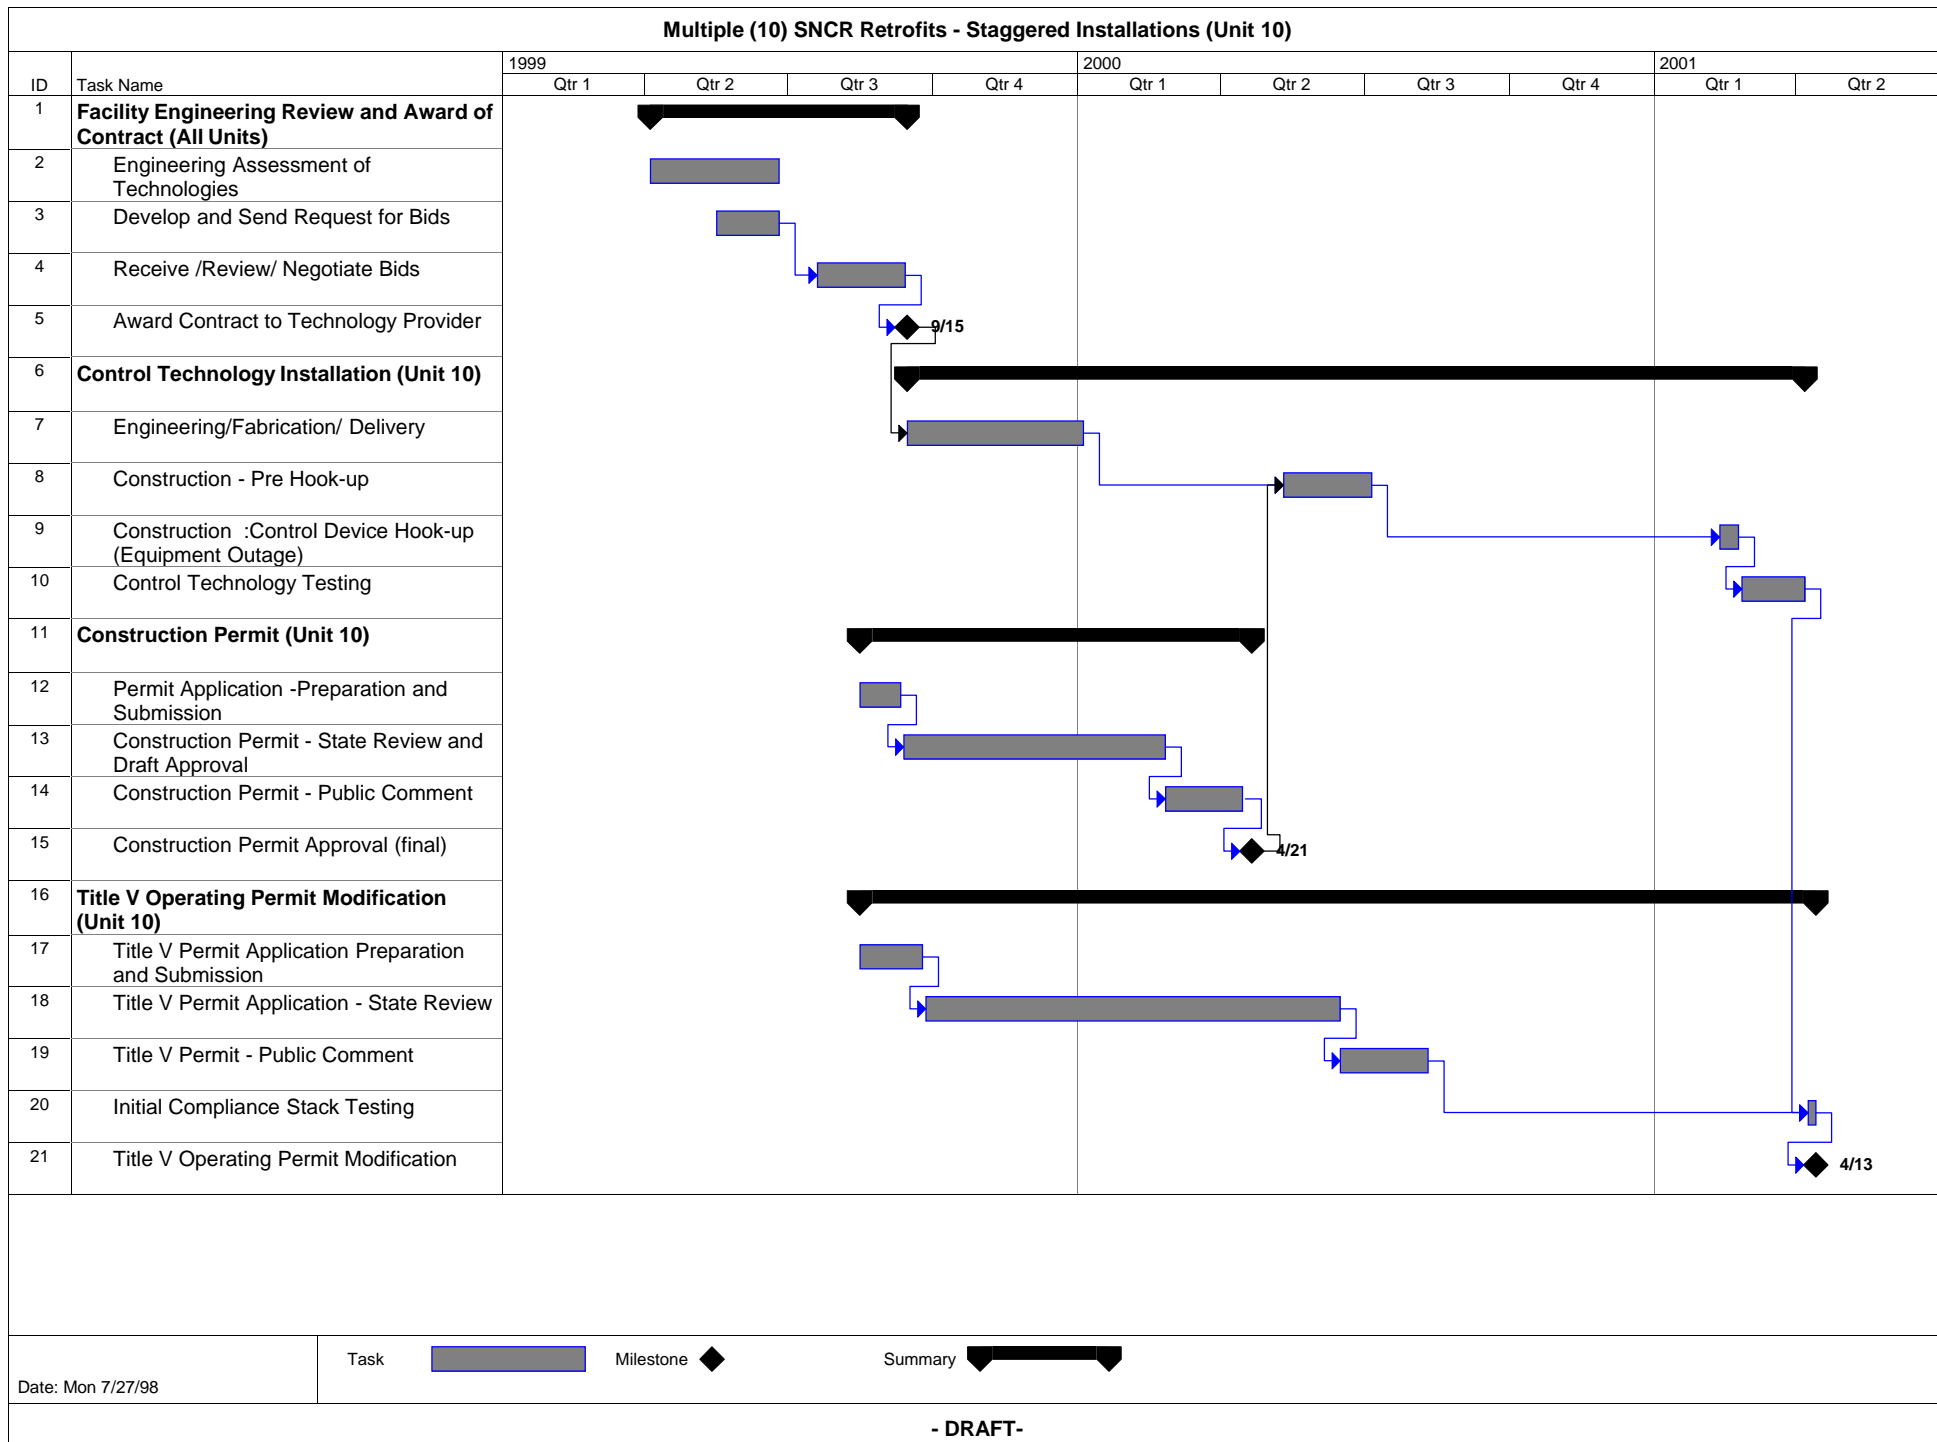 Multiple (10) SNCR Retrofits - Staggered Installations (Unit 10)
1999 2000 2001
ID Task Name Qtr 1 Qtr 2 Qtr 3 Qtr 4 Qtr 1 Qtr 2 Qtr 3 Qtr 4 Qtr 1 Qtr 2
1 Facility Engineering Review and Award of
Contract (All Units)
2 Engineering Assessment of
Technologies
3 Develop and Send Request for Bids
4 Receive /Review/ Negotiate Bids
5 Award Contract to Technology Provider 9/15
6 Control Technology Installation (Unit 10)
7 Engineering/Fabrication/ Delivery
8 Construction - Pre Hook-up
9 Construction :Control Device Hook-up
(Equipment Outage)
10 Control Technology Testing
11 Construction Permit (Unit 10)
12 Permit Application -Preparation and
Submission
13 Construction Permit - State Review and
Draft Approval
14 Construction Permit - Public Comment
15 Construction Permit Approval (final) 4/21
16 Title V Operating Permit Modification
(Unit 10)
17 Title V Permit Application Preparation
and Submission
18 Title V Permit Application - State Review
19 Title V Permit - Public Comment
20 Initial Compliance Stack Testing
21 Title V Operating Permit Modification 4/13
Task Milestone Summary
Date: Mon 7/27/98
- DRAFT-